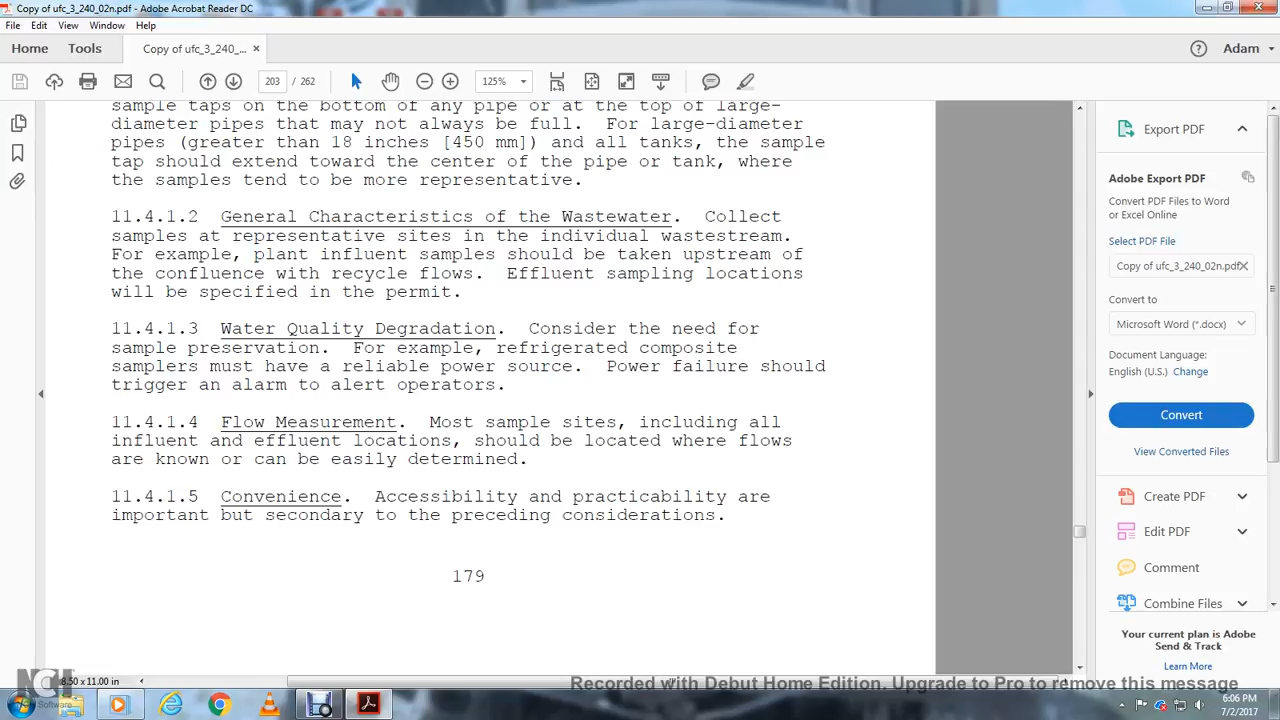 Copy of ufc_3_240_02n.pdf - Adobe Acrobat Reader DC
File Edit View Window Help
Home Tools Copy of ufc_3_240_... × Adam
203 / 262 125%
sample taps on the bottom of any pipe or at the top of large-
diameter pipes that may not always be full. For large-diameter
pipes (greater than 18 inches [450 mm]) and all tanks, the sample
tap should extend toward the center of the pipe or tank, where
the samples tend to be more representative.
11.4.1.2 General Characteristics of the Wastewater. Collect
samples at representative sites in the individual wastestream.
For example, plant influent samples should be taken upstream of
the confluence with recycle flows. Effluent sampling locations
will be specified in the permit.
11.4.1.3 Water Quality Degradation. Consider the need for
sample preservation. For example, refrigerated composite
samplers must have a reliable power source. Power failure should
trigger an alarm to alert operators.
11.4.1.4 Flow Measurement. Most sample sites, including all
influent and effluent locations, should be located where flows
are known or can be easily determined.
11.4.1.5 Convenience. Accessibility and practicability are
important but secondary to the preceding considerations.
179
8.50 x 11.00 in
Export PDF
Adobe Export PDF
Convert PDF Files to Word
or Excel Online
Select PDF File
Copy of ufc_3_240_02n.pdf
Convert to
Microsoft Word (*.docx)
Document Language:
English (U.S.) Change
Convert
View Converted Files
Create PDF
Edit PDF
Comment
Combine Files
Your current plan is Adobe
Send & Track
Learn More
NCH
Software
Recorded with Debut Home Edition. Upgrade to Pro to remove this message
6:06 PM
7/2/2017